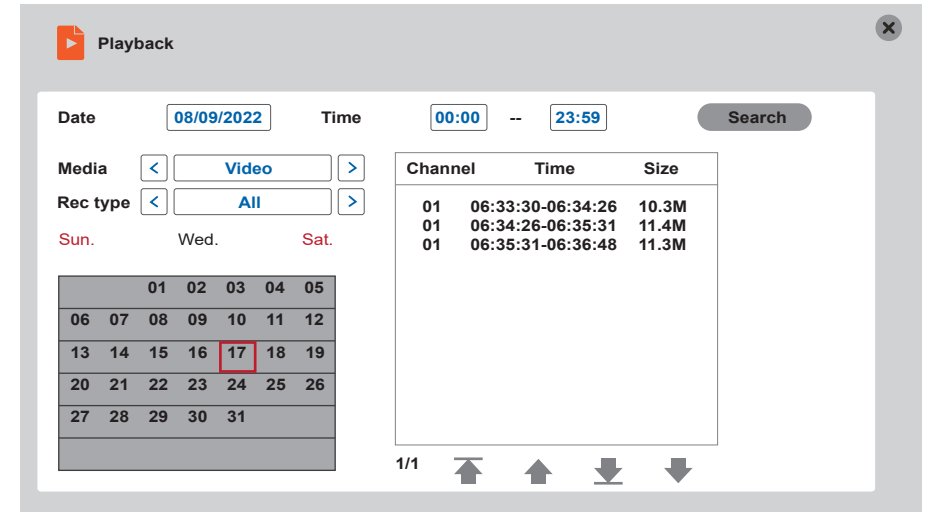 Playback
Date 08/09/2022 Time 00:00 -- 23:59 Search
Media < Video >
Rec type < All >
Sun. Wed. Sat.
01 02 03 04 05
06 07 08 09 10 11 12
13 14 15 16 17 18 19
20 21 22 23 24 25 26
27 28 29 30 31
Channel Time Size
01 06:33:30-06:34:26 10.3M
01 06:34:26-06:35:31 11.4M
01 06:35:31-06:36:48 11.3M
1/1